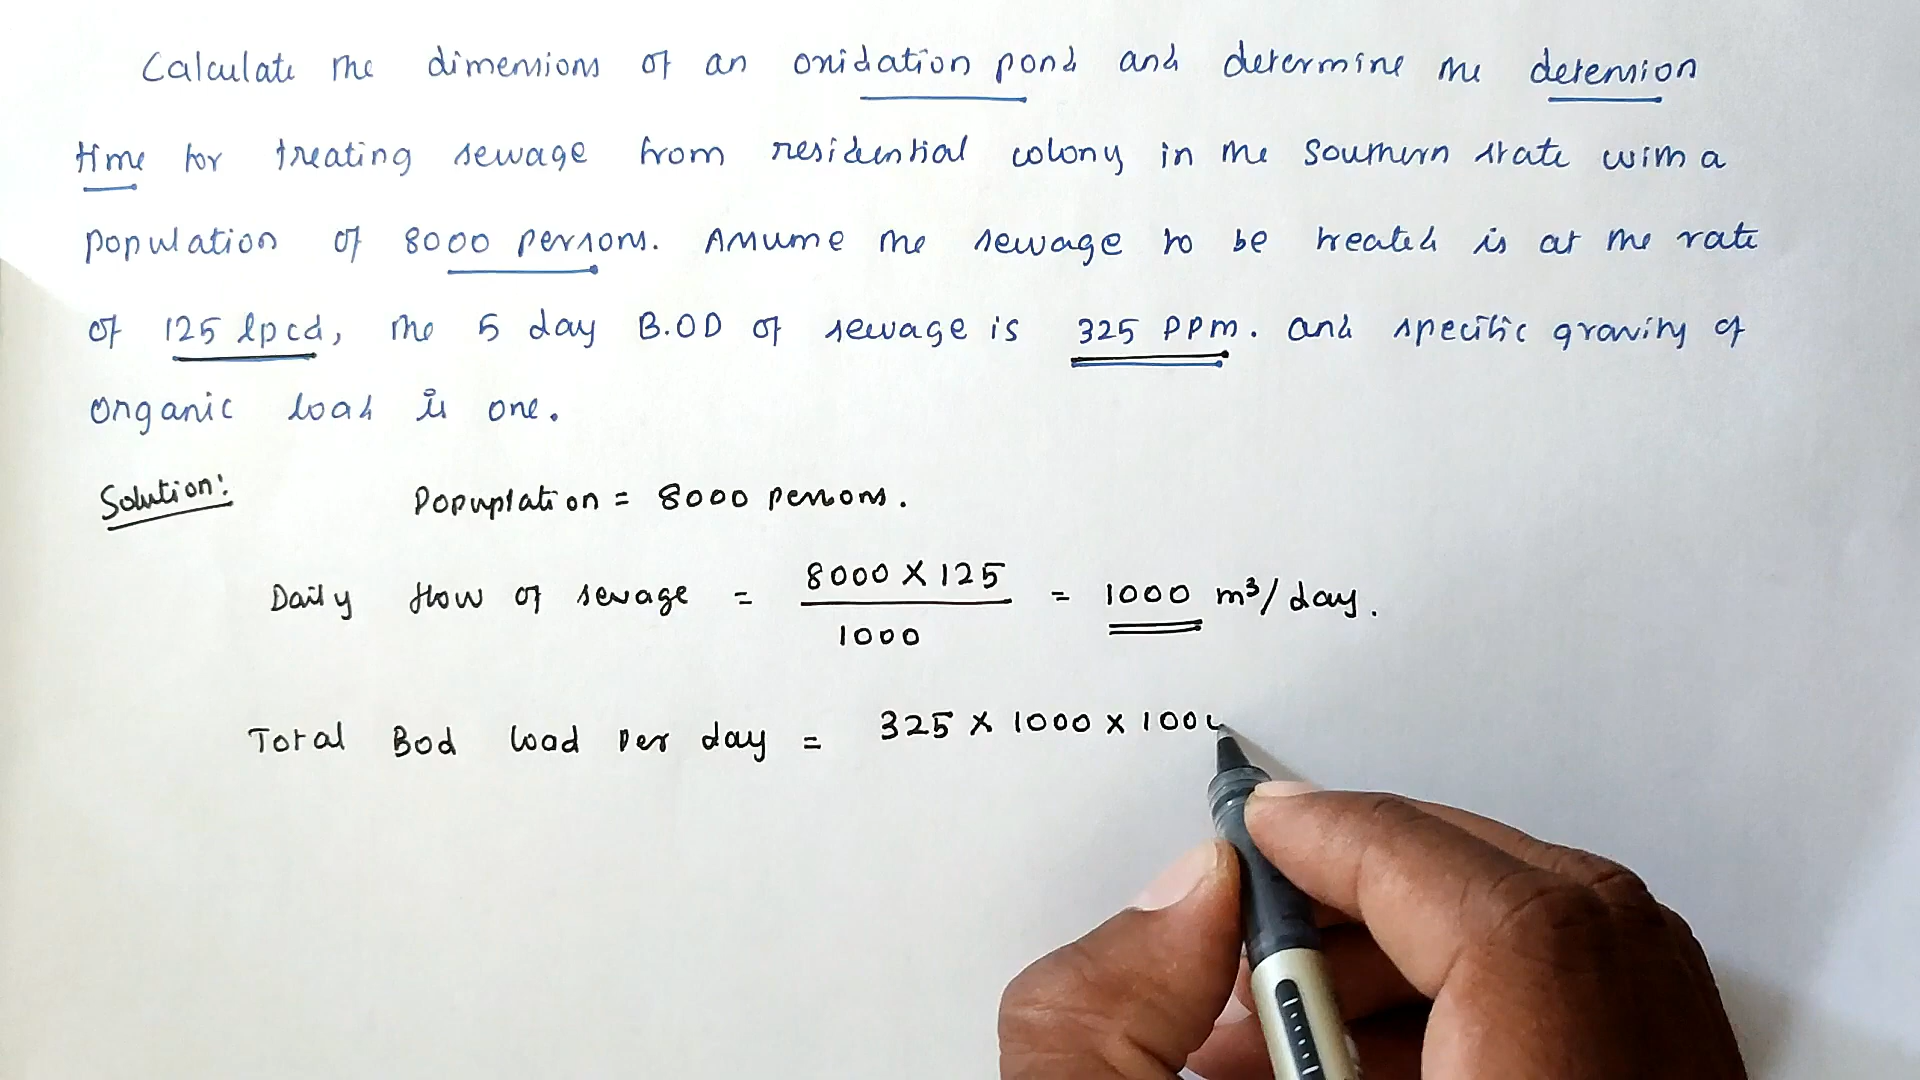 Calculate the dimensions of an oxidation pond and determine the detension
time for treating sewage from residential colony in the Southern state with a
population of 8000 persons. Assume the sewage to be treated is at the rate
of 125 lpcd, the 5 day B.OD of sewage is 325 PPm. and specific gravity of
organic load is one.
Solution:
Popuplation = 8000 persons.
Daily flow of sewage = 8000 X 125 / 1000 = 1000 m³/day.
Total Bod load Per day = 325 X 1000 X 1000